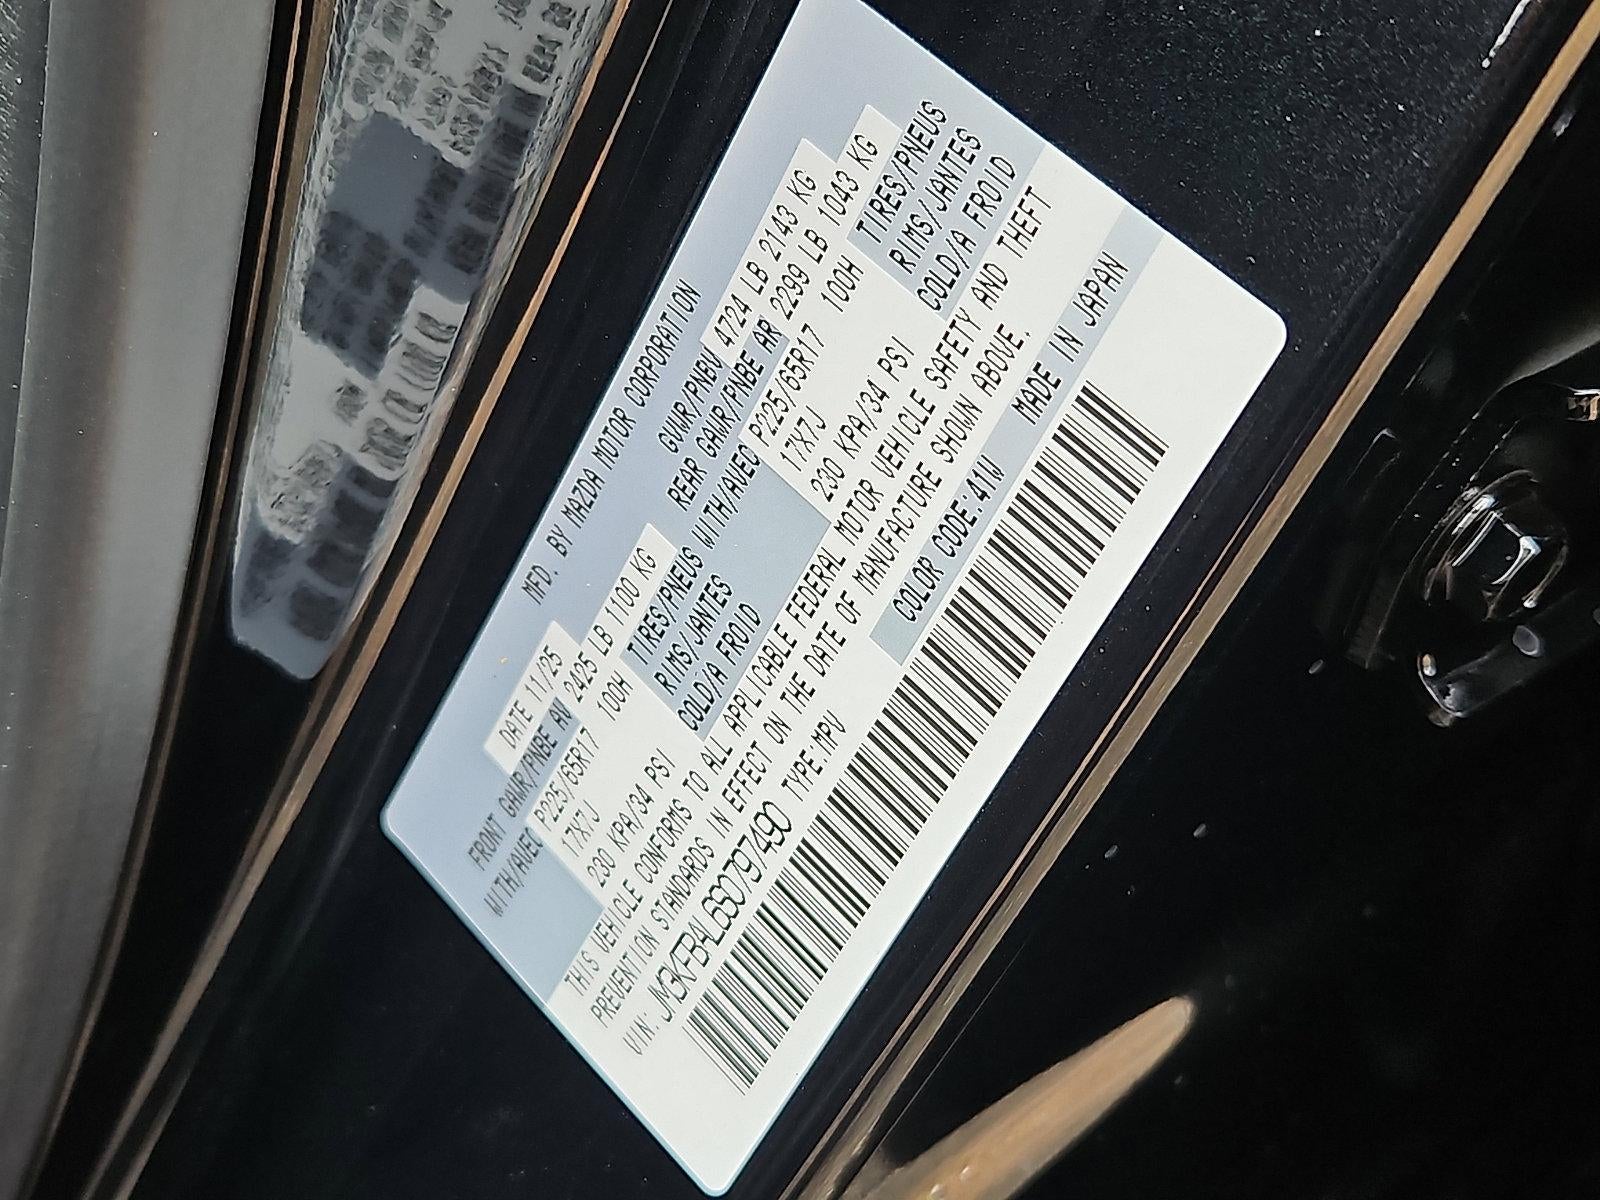 MFD. BY MAZDA MOTOR CORPORATION
DATE 11/25 GVWR/PNBV 4724 LB 2143 KG
FRONT GAWR/PNBE AV 2425 LB 1100 KG REAR GAWR/PNBE AR 2299 LB 1043 KG
WITH/AVEC P225/65R17 100H TIRES/PNEUS WITH/AVEC P225/65R17 100H TIRES/PNEUS
17X7J RIMS/JANTES 17X7J RIMS/JANTES
230 KPA/34 PSI COLD/A FROID 230 KPA/34 PSI COLD/A FROID
THIS VEHICLE CONFORMS TO ALL APPLICABLE FEDERAL MOTOR VEHICLE SAFETY AND THEFT
PREVENTION STANDARDS IN EFFECT ON THE DATE OF MANUFACTURE SHOWN ABOVE.
VIN: JM3KFBAL6S0797490 TYPE:MPV COLOR CODE:41W MADE IN JAPAN